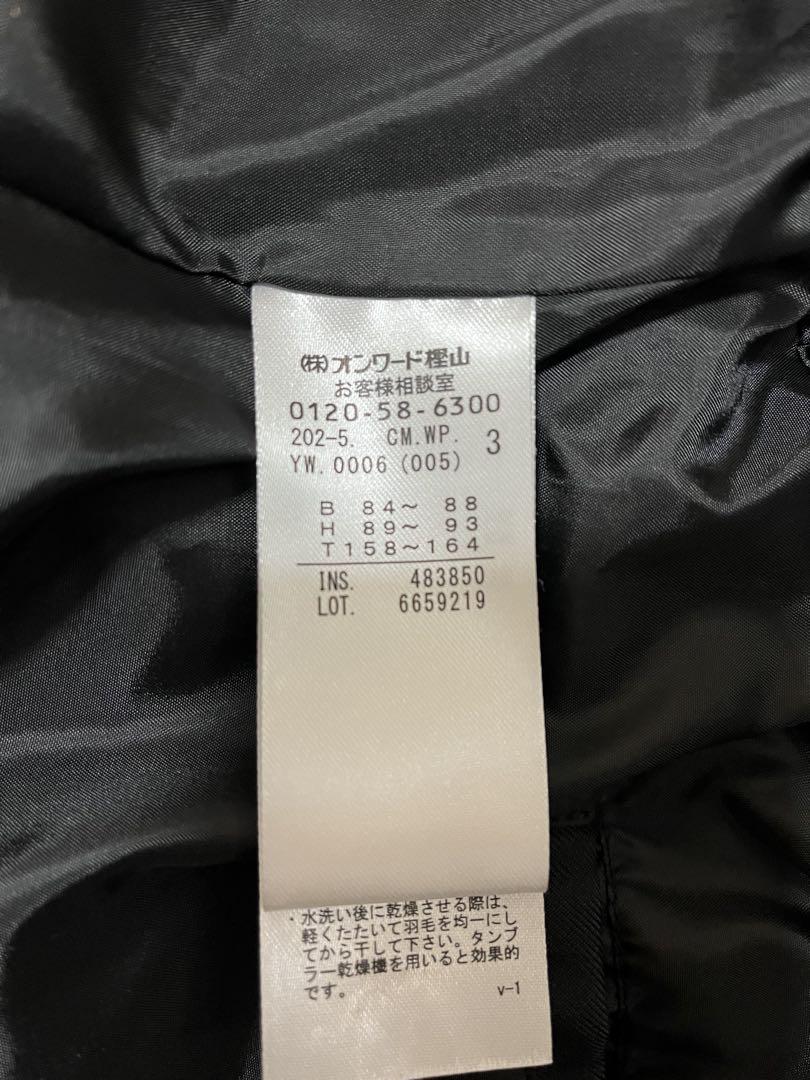 (株)オンワード樫山
お客様相談室
0120-58-6300
202-5. CM.WP. 3
YW.0006 (005)
B 84～ 88
H 89～ 93
T158～164
INS. 483850
LOT. 6659219
・水洗い後に乾燥させる際は、
軽くたたいて羽毛を均一にし
てから干して下さい。タンブ
ラー乾燥機を用いると効果的
です。 v-1